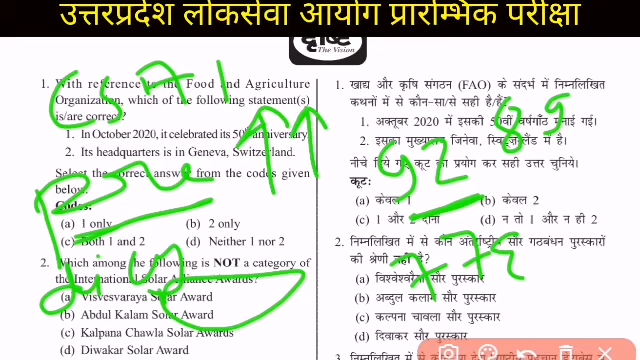 उत्तरप्रदेश लोकसेवा आयोग प्रारम्भिक परीक्षा
दृष्टि
The Vision
1. With reference to the Food and Agriculture
Organization, which of the following statement(s)
is/are correct?
1. In October 2020, it celebrated its 50th anniversary.
2. Its headquarters is in Geneva, Switzerland.
Select the correct answer from the codes given
below:
Codes:
(a) 1 only (b) 2 only
(c) Both 1 and 2 (d) Neither 1 nor 2
2. Which among the following is NOT a category of
the International Solar Alliance Awards?
(a) Visvesvaraya Solar Award
(b) Abdul Kalam Solar Award
(c) Kalpana Chawla Solar Awards
(d) Diwakar Solar Award
1. खाद्य और कृषि संगठन (FAO) के संदर्भ में निम्नलिखित
कथनों में से कौन-सा/से सही है/हैं?
1. अक्तूबर 2020 में इसकी 50वीं वर्षगाँठ मनाई गई।
2. इसका मुख्यालय जिनेवा, स्विट्ज़रलैंड में है।
नीचे दिये गए कूट का प्रयोग कर सही उत्तर चुनिये।
कूटः
(a) केवल 1 (b) केवल 2
(c) 1 और 2 दोनों (d) न तो 1 और न ही 2
2. निम्नलिखित में से कौन अंतर्राष्ट्रीय सौर गठबंधन पुरस्कारों
की श्रेणी नहीं है?
(a) विश्वेश्वरैया सौर पुरस्कार
(b) अब्दुल कलाम सौर पुरस्कार
(c) कल्पना चावला सौर पुरस्कार
(d) दिवाकर सौर पुरस्कार
3. निम्नलिखित में से
92